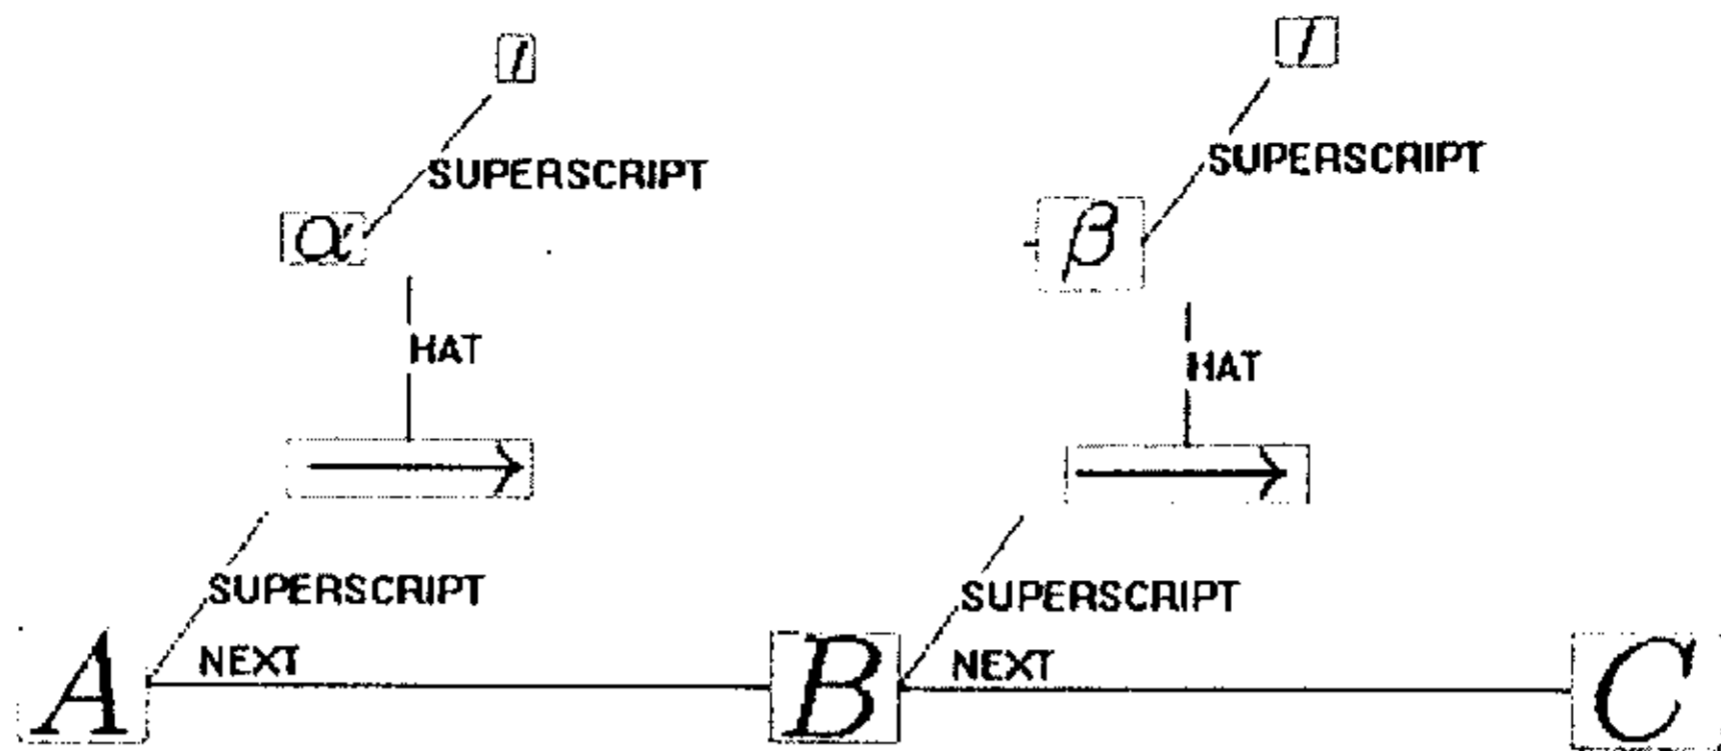 / /
SUPERSCRIPT SUPERSCRIPT
α β
HAT HAT
→ →
SUPERSCRIPT SUPERSCRIPT
NEXT NEXT
A B C